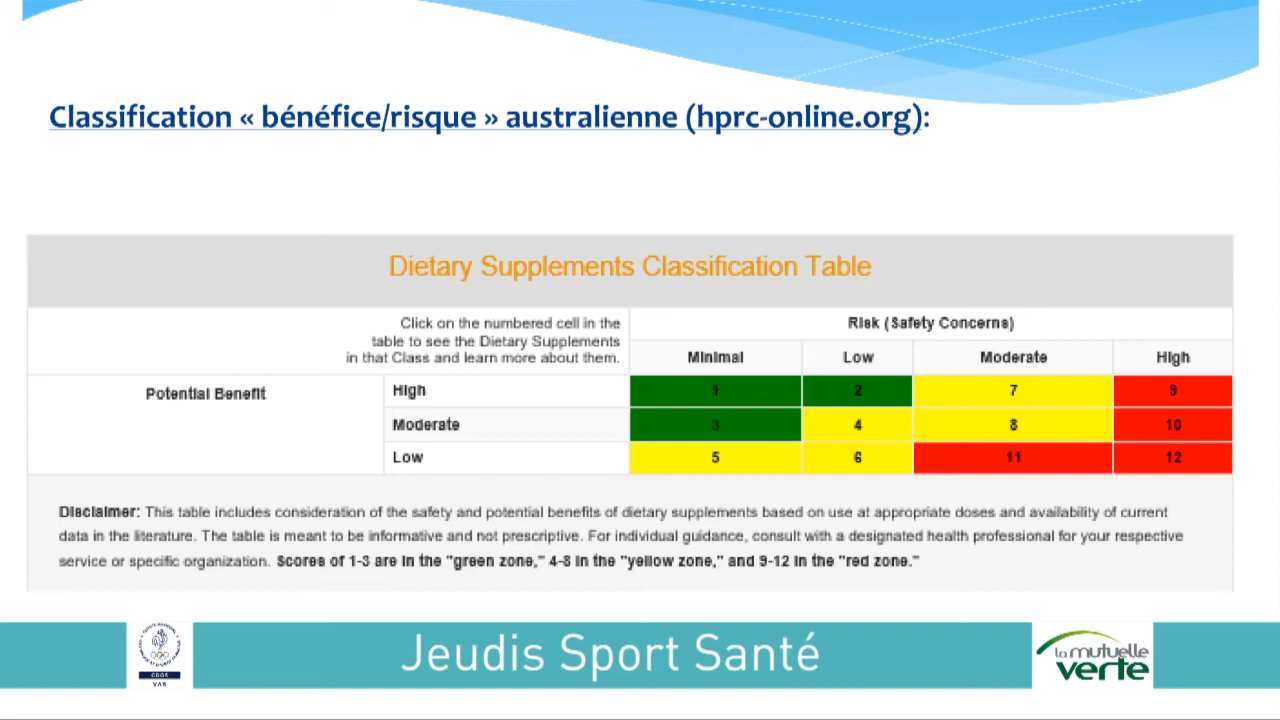 Classification « bénéfice/risque » australienne (hprc-online.org):
Dietary Supplements Classification Table
Click on the numbered cell in the
table to see the Dietary Supplements
in that Class and learn more about them.
Risk (Safety Concerns)
Minimal Low Moderate High
Potential Benefit High 1 2 7 9
Moderate 3 4 8 10
Low 5 6 11 12
Disclaimer: This table includes consideration of the safety and potential benefits of dietary supplements based on use at appropriate doses and availability of current
data in the literature. The table is meant to be informative and not prescriptive. For individual guidance, consult with a designated health professional for your respective
service or specific organization. Scores of 1-3 are in the "green zone," 4-8 in the "yellow zone," and 9-12 in the "red zone."
CDOS
VAR
Jeudis Sport Santé
la mutuelle
verte